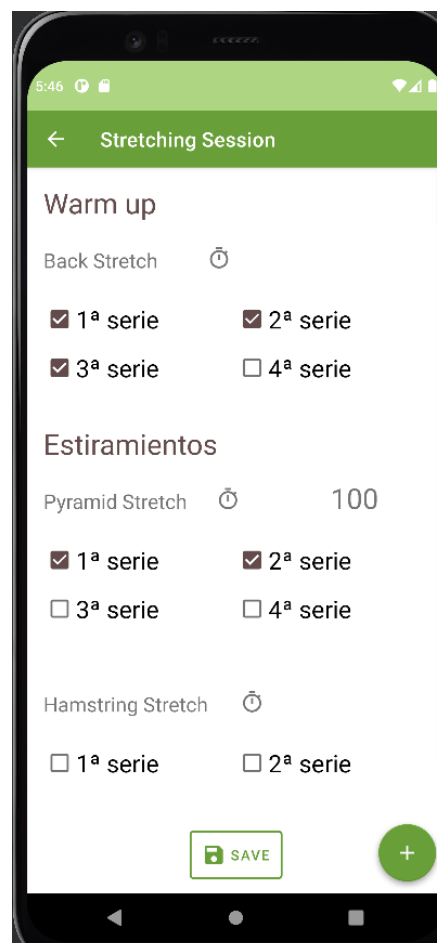 5:46
Stretching Session
Warm up
Back Stretch
1ª serie 2ª serie
3ª serie 4ª serie
Estiramientos
Pyramid Stretch 100
1ª serie 2ª serie
3ª serie 4ª serie
Hamstring Stretch
1ª serie 2ª serie
SAVE